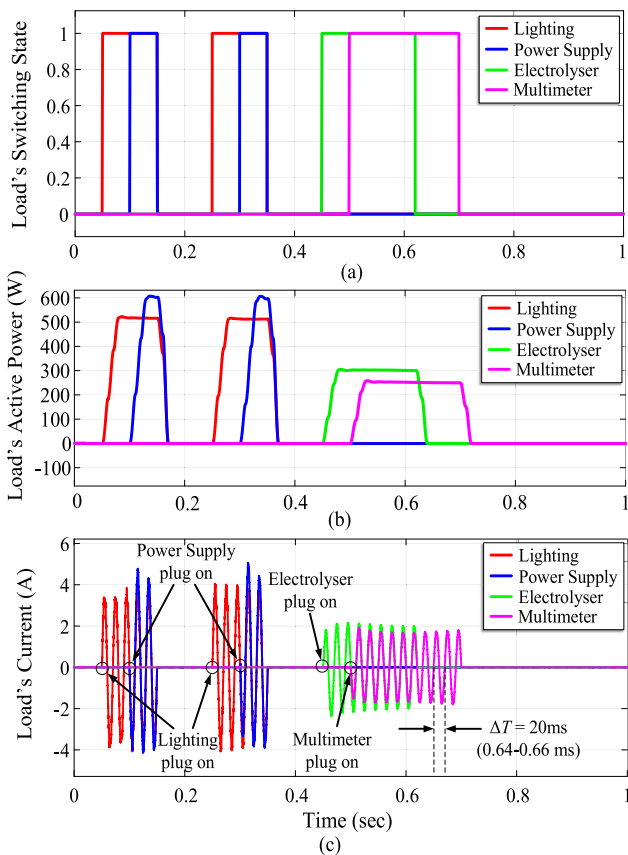 Load's Switching State
1
0.8
0.6
0.4
0.2
0
Lighting
Power Supply
Electrolyser
Multimeter
0 0.2 0.4 0.6 0.8 1
(a)
Load's Active Power (W)
600
500
400
300
200
100
0
-100
Lighting
Power Supply
Electrolyser
Multimeter
0 0.2 0.4 0.6 0.8 1
(b)
Load's Current (A)
6
4
2
0
-2
-4
Power Supply
plug on
Electrolyser
plug on
Lighting
Power Supply
Electrolyser
Multimeter
Lighting
plug on
Multimeter
plug on
ΔT = 20ms
(0.64-0.66 ms)
0 0.2 0.4 0.6 0.8 1
Time (sec)
(c)